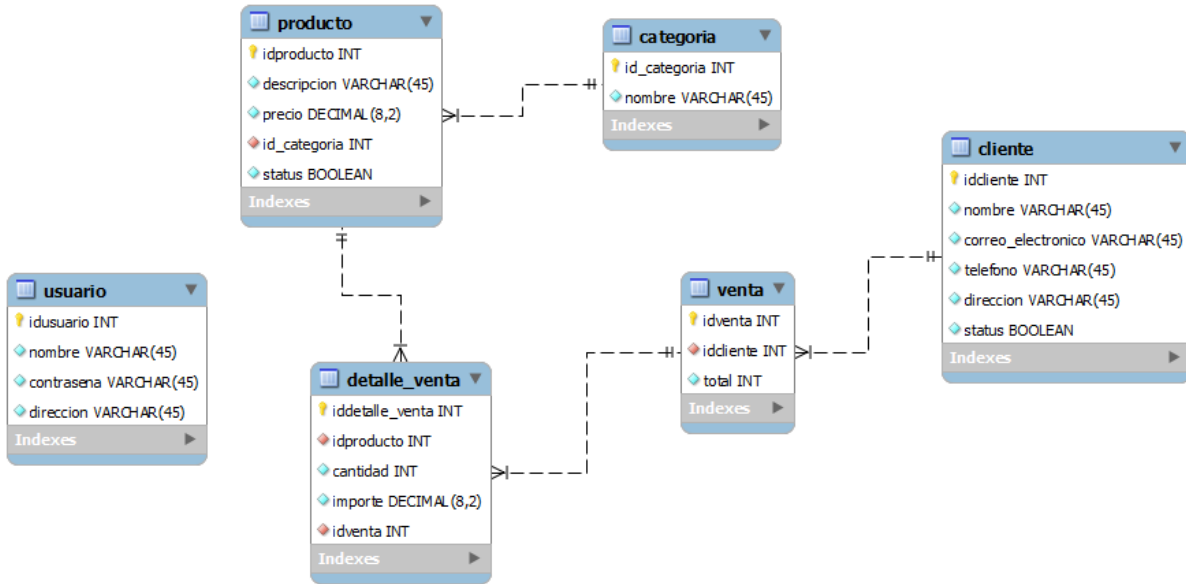 producto
idproducto INT
descripcion VARCHAR(45)
precio DECIMAL(8,2)
id_categoria INT
status BOOLEAN
Indexes
categoria
id_categoria INT
nombre VARCHAR(45)
Indexes
cliente
idcliente INT
nombre VARCHAR(45)
correo_electronico VARCHAR(45)
telefono VARCHAR(45)
direccion VARCHAR(45)
status BOOLEAN
Indexes
usuario
idusuario INT
nombre VARCHAR(45)
contrasena VARCHAR(45)
direccion VARCHAR(45)
Indexes
venta
idventa INT
idcliente INT
total INT
Indexes
detalle_venta
iddetalle_venta INT
idproducto INT
cantidad INT
importe DECIMAL(8,2)
idventa INT
Indexes